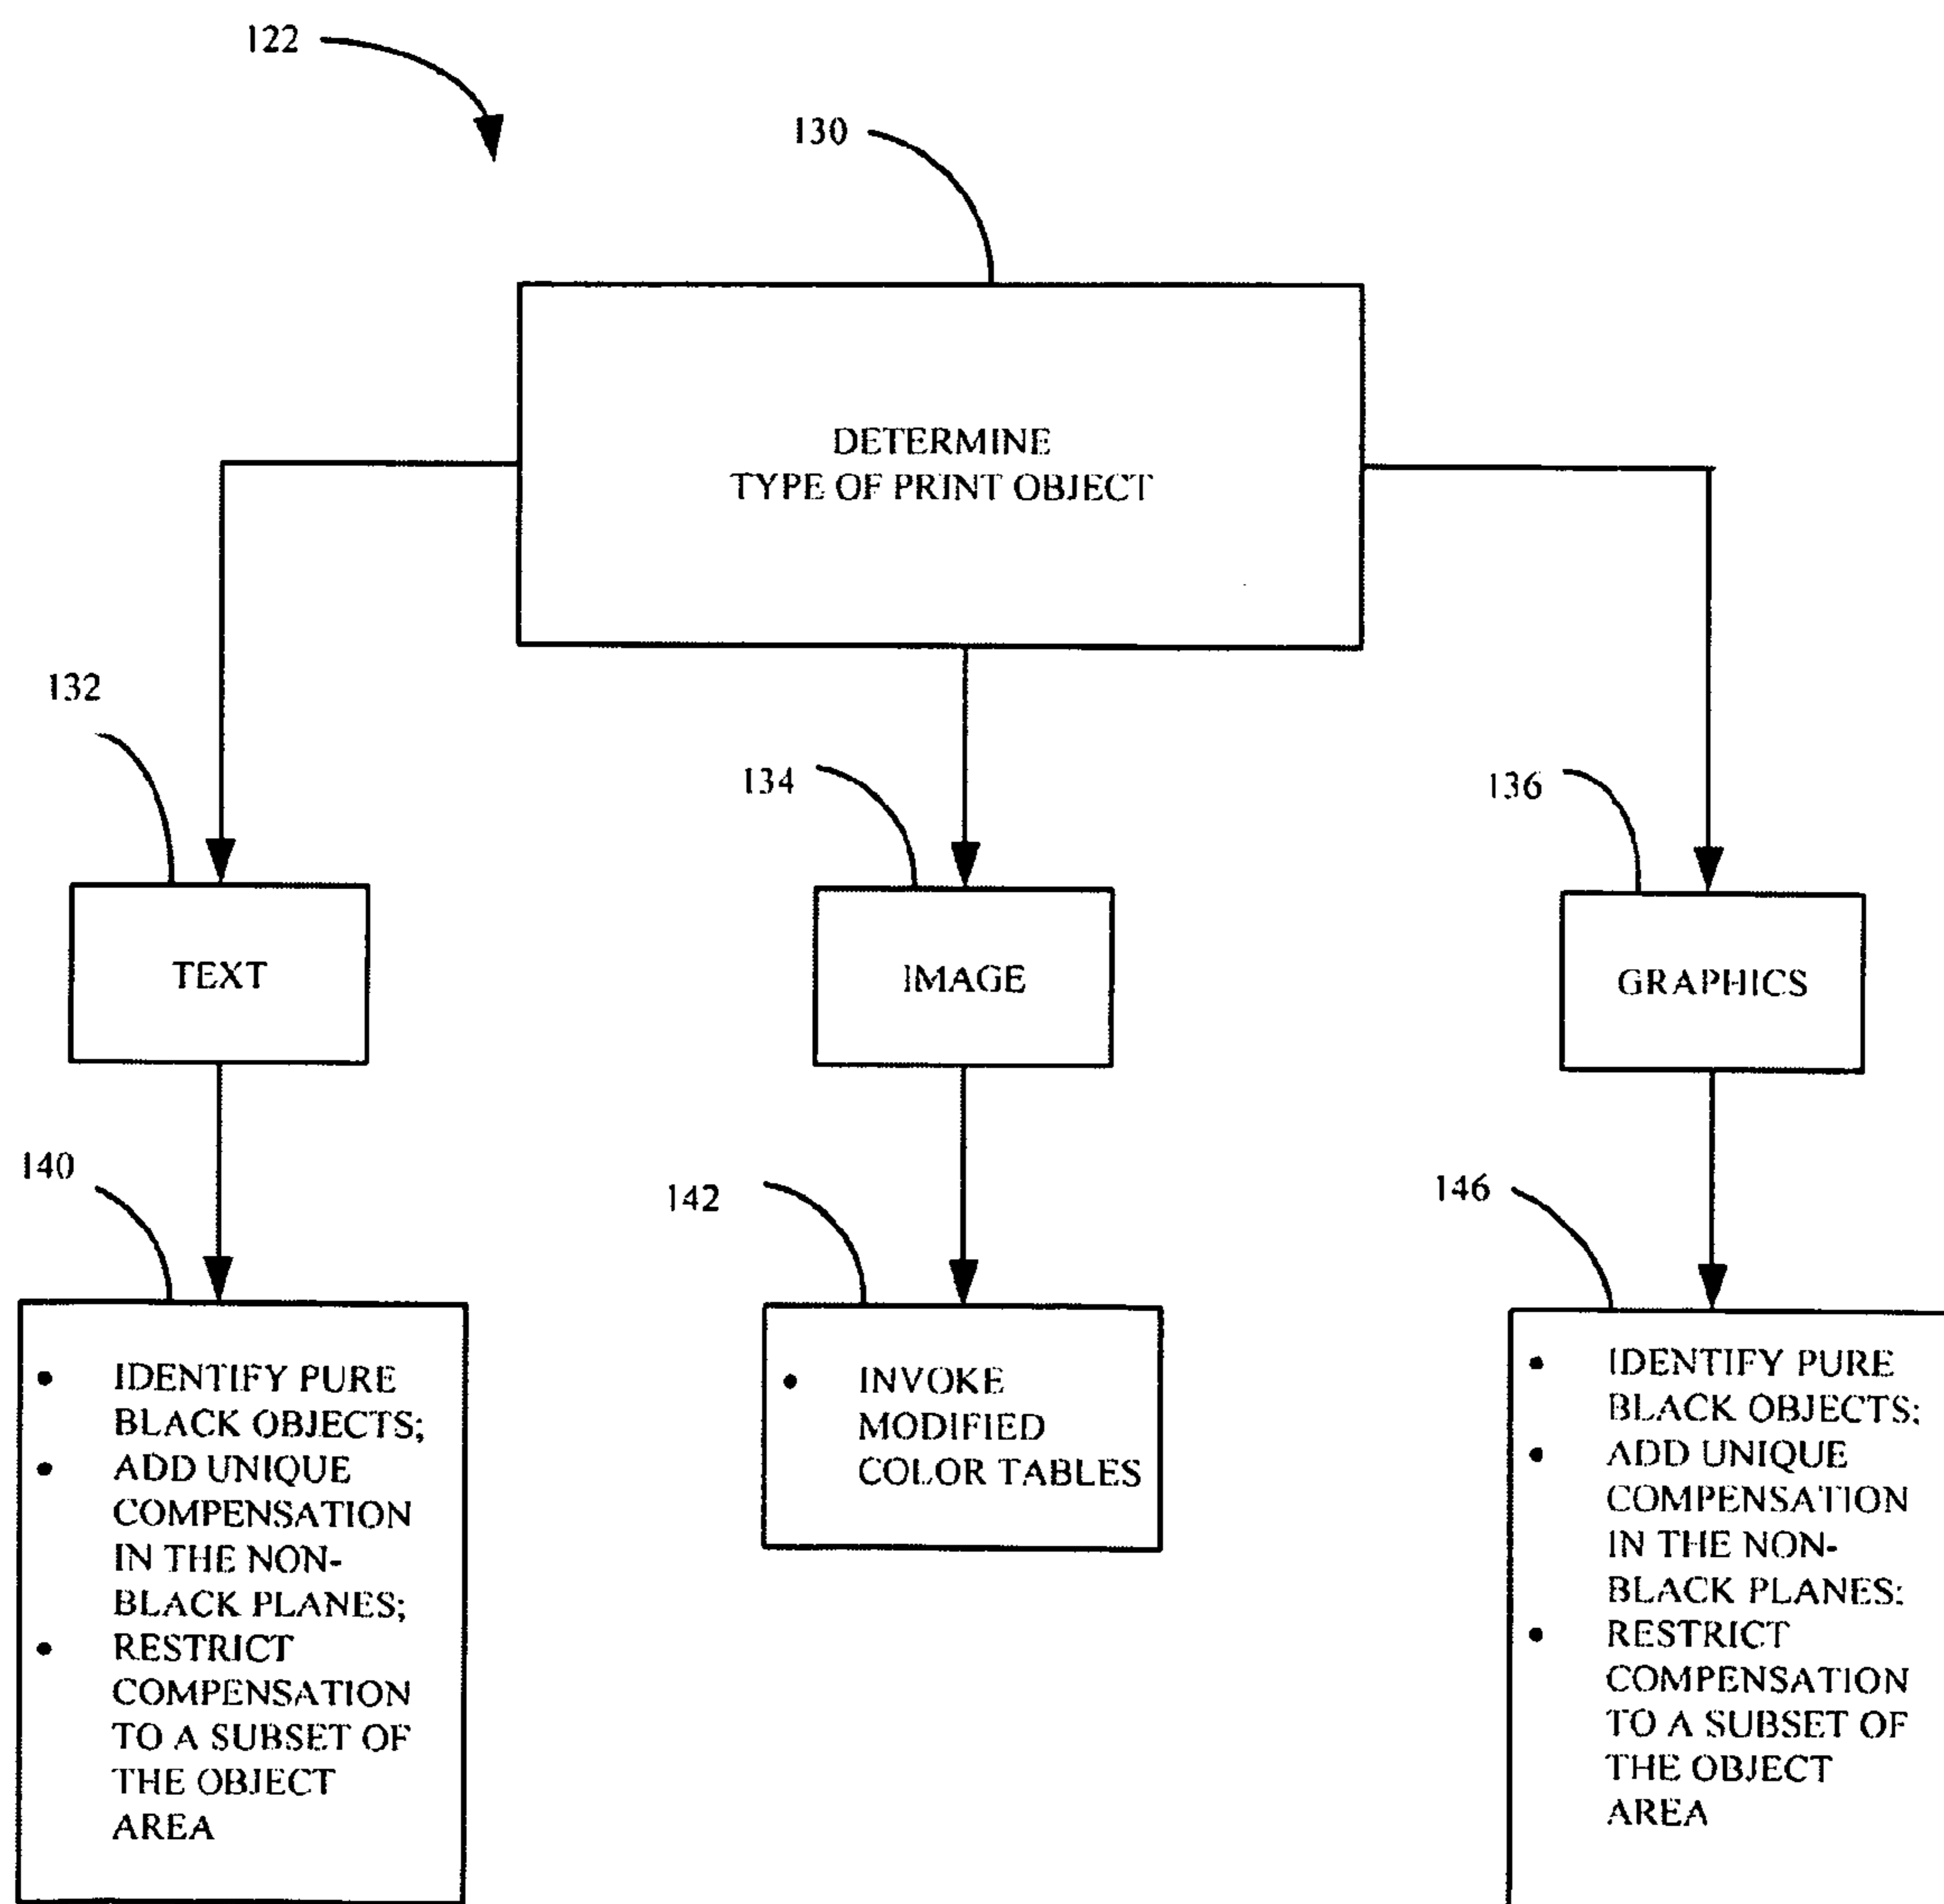 122
130
DETERMINE
TYPE OF PRINT OBJECT
132
134
136
TEXT
IMAGE
GRAPHICS
140
142
146
• IDENTIFY PURE
BLACK OBJECTS;
• ADD UNIQUE
COMPENSATION
IN THE NON-
BLACK PLANES;
• RESTRICT
COMPENSATION
TO A SUBSET OF
THE OBJECT
AREA
• INVOKE
MODIFIED
COLOR TABLES
• IDENTIFY PURE
BLACK OBJECTS;
• ADD UNIQUE
COMPENSATION
IN THE NON-
BLACK PLANES;
• RESTRICT
COMPENSATION
TO A SUBSET OF
THE OBJECT
AREA